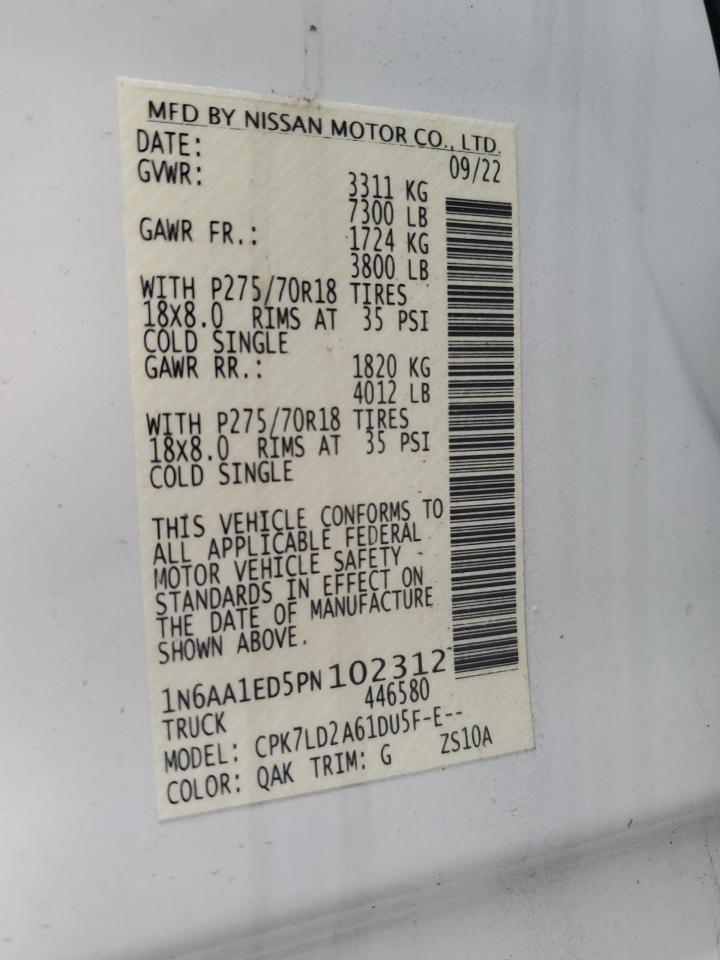 MFD BY NISSAN MOTOR CO., LTD.
DATE: 09/22
GVWR: 3311 KG
7300 LB
GAWR FR.: 1724 KG
3800 LB
WITH P275/70R18 TIRES
18X8.0 RIMS AT 35 PSI
COLD SINGLE
GAWR RR.: 1820 KG
4012 LB
WITH P275/70R18 TIRES
18X8.0 RIMS AT 35 PSI
COLD SINGLE
THIS VEHICLE CONFORMS TO
ALL APPLICABLE FEDERAL
MOTOR VEHICLE SAFETY
STANDARDS IN EFFECT ON
THE DATE OF MANUFACTURE
SHOWN ABOVE.
1N6AA1ED5PN102312
TRUCK 446580
MODEL: CPK7LD2A61DU5F-E--
COLOR: QAK TRIM: G ZS10A